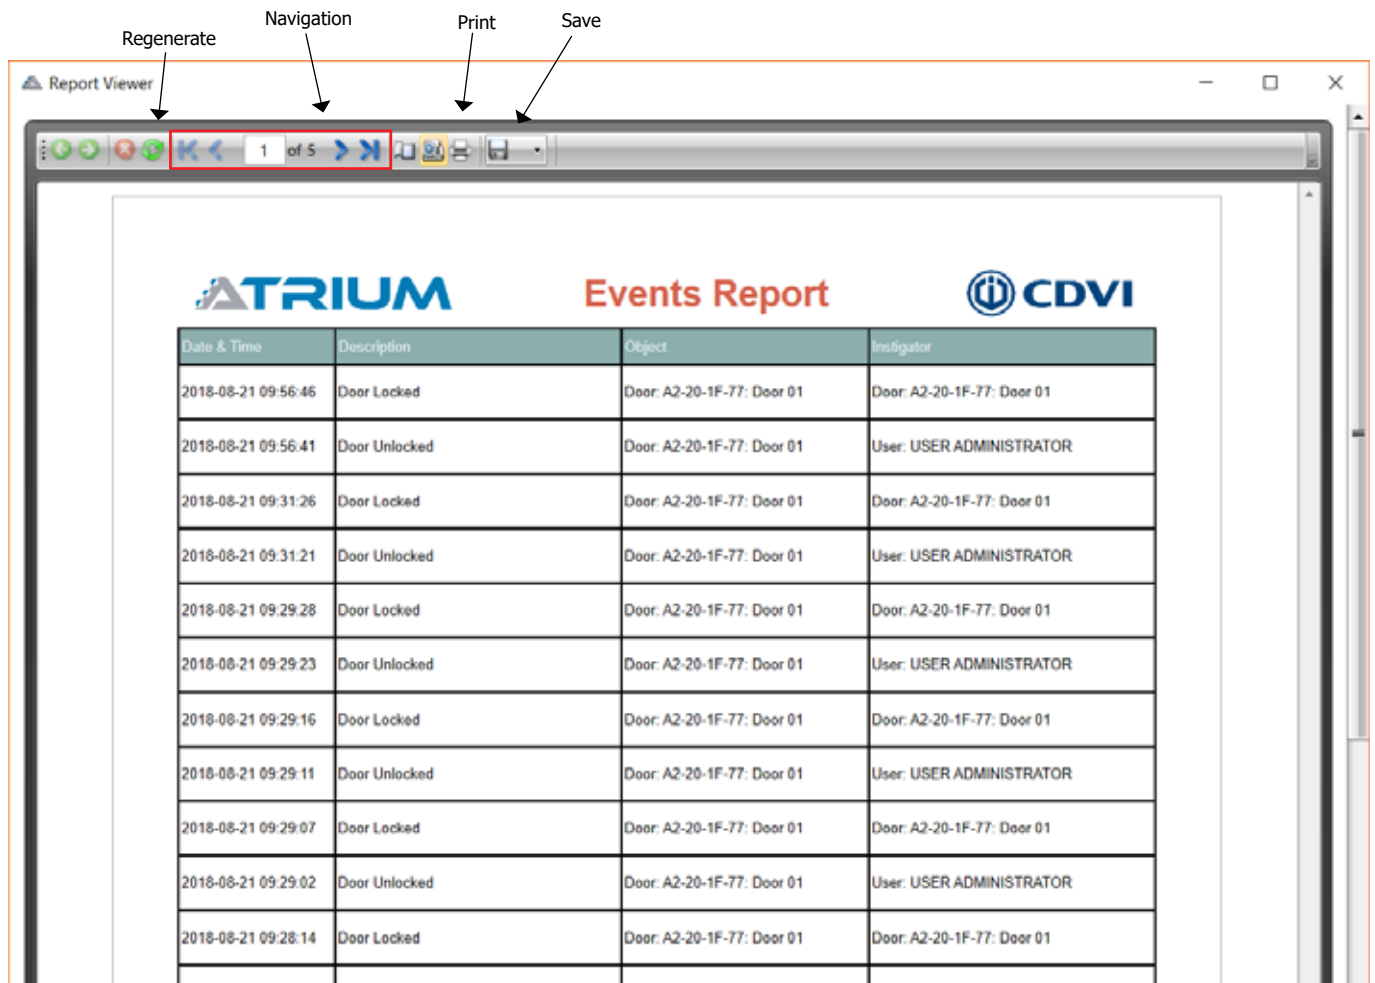 Regenerate
Navigation
Print
Save
Report Viewer
1 of 5
ATRIUM
Events Report
CDVI
Date & Time Description Object Instigator
2018-08-21 09:56:46 Door Locked Door: A2-20-1F-77: Door 01 Door: A2-20-1F-77: Door 01
2018-08-21 09:56:41 Door Unlocked Door: A2-20-1F-77: Door 01 User: USER ADMINISTRATOR
2018-08-21 09:31:26 Door Locked Door: A2-20-1F-77: Door 01 Door: A2-20-1F-77: Door 01
2018-08-21 09:31:21 Door Unlocked Door: A2-20-1F-77: Door 01 User: USER ADMINISTRATOR
2018-08-21 09:29:28 Door Locked Door: A2-20-1F-77: Door 01 Door: A2-20-1F-77: Door 01
2018-08-21 09:29:23 Door Unlocked Door: A2-20-1F-77: Door 01 User: USER ADMINISTRATOR
2018-08-21 09:29:16 Door Locked Door: A2-20-1F-77: Door 01 Door: A2-20-1F-77: Door 01
2018-08-21 09:29:11 Door Unlocked Door: A2-20-1F-77: Door 01 User: USER ADMINISTRATOR
2018-08-21 09:29:07 Door Locked Door: A2-20-1F-77: Door 01 Door: A2-20-1F-77: Door 01
2018-08-21 09:29:02 Door Unlocked Door: A2-20-1F-77: Door 01 User: USER ADMINISTRATOR
2018-08-21 09:28:14 Door Locked Door: A2-20-1F-77: Door 01 Door: A2-20-1F-77: Door 01